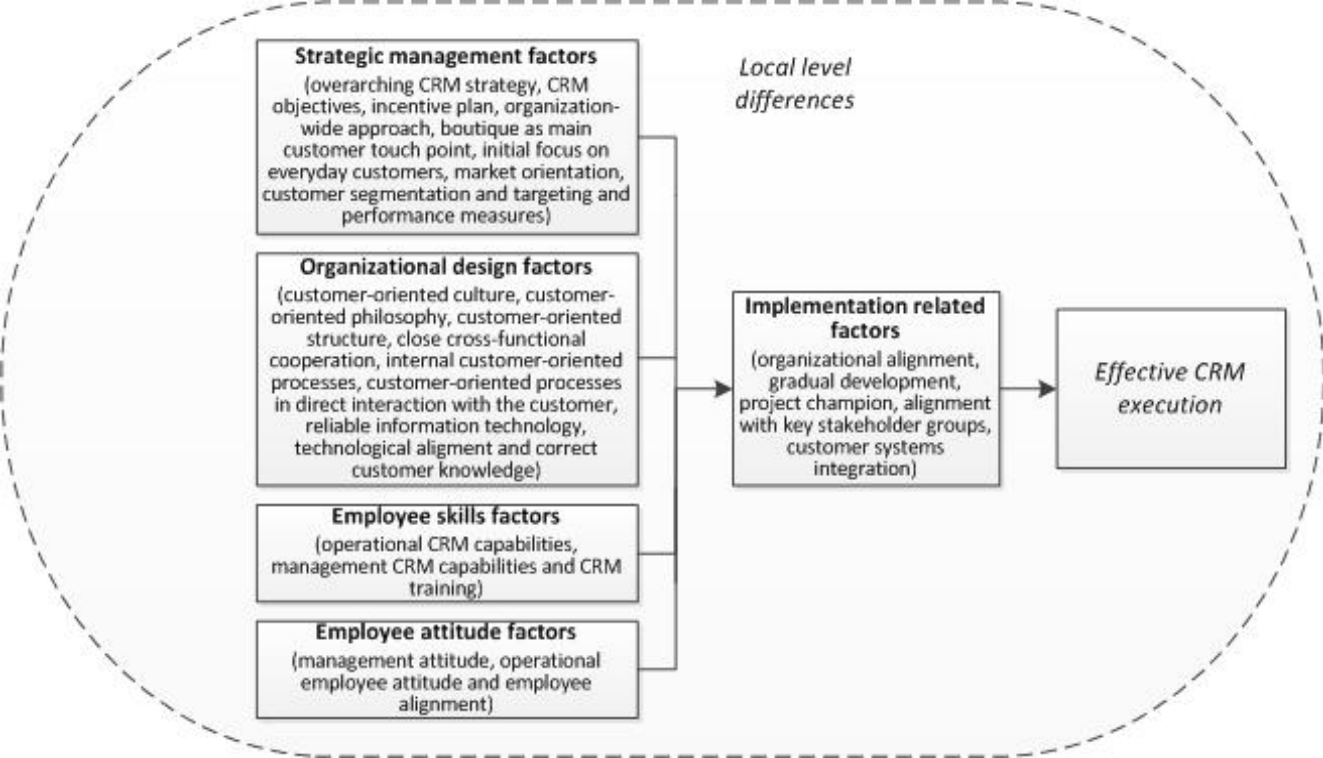 Strategic management factors
(overarching CRM strategy, CRM
objectives, incentive plan, organization-
wide approach, boutique as main
customer touch point, initial focus on
everyday customers, market orientation,
customer segmentation and targeting and
performance measures)
Organizational design factors
(customer-oriented culture, customer-
oriented philosophy, customer-oriented
structure, close cross-functional
cooperation, internal customer-oriented
processes, customer-oriented processes
in direct interaction with the customer,
reliable information technology,
technological aligment and correct
customer knowledge)
Employee skills factors
(operational CRM capabilities,
management CRM capabilities and CRM
training)
Employee attitude factors
(management attitude, operational
employee attitude and employee
alignment)
Local level
differences
Implementation related
factors
(organizational alignment,
gradual development,
project champion, alignment
with key stakeholder groups,
customer systems
integration)
Effective CRM
execution